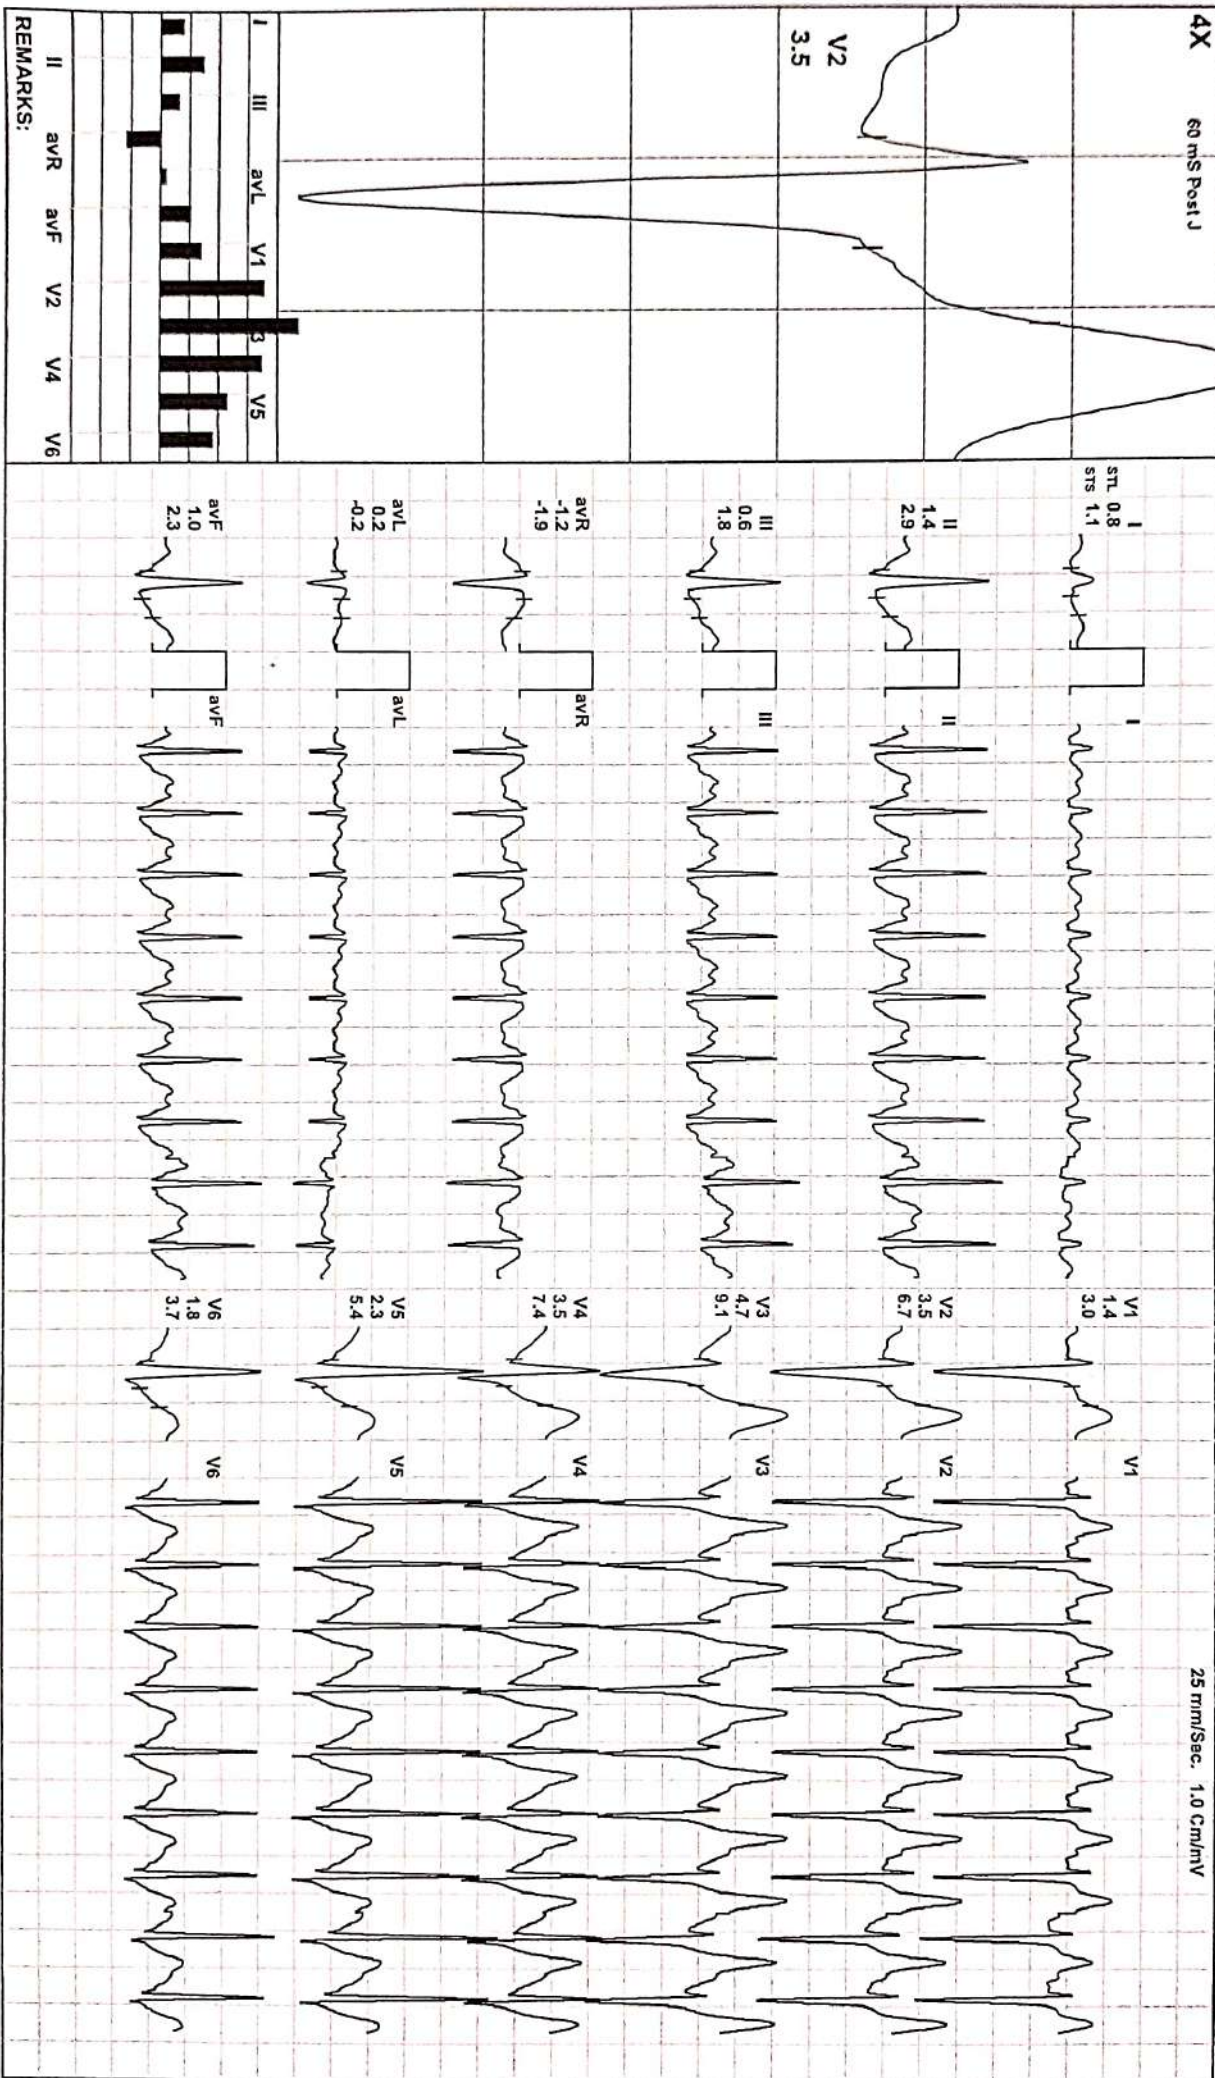 4X
60 mS Post J
25 mm/Sec. 1.0 Cm/mV
V2
3.5
I
STL 0.8
STS 1.1
I
V1
1.4
3.0
V1
II
1.4
2.9
II
V2
3.5
6.7
V2
III
0.6
1.8
III
V3
4.7
9.1
V3
avR
-1.2
-1.9
avR
V4
3.5
7.4
V4
avL
0.2
-0.2
avL
V5
2.3
5.4
V5
avF
1.0
2.3
avF
V6
1.8
3.7
V6
I III avL V1 3 V5
II avR avF V2 V4 V6
REMARKS: